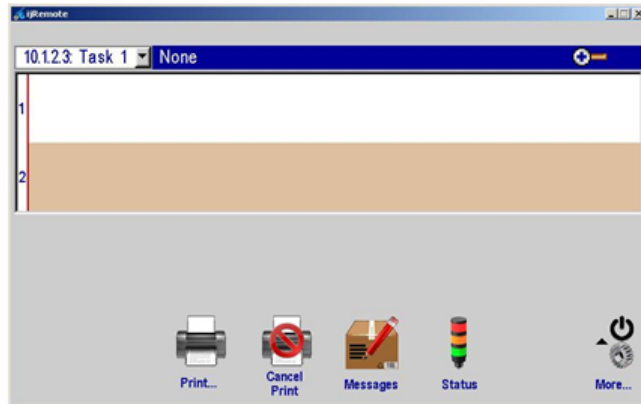 ijRemote
10.1.2.3: Task 1 None
1
2
Print...
Cancel
Print
Messages
Status
More...